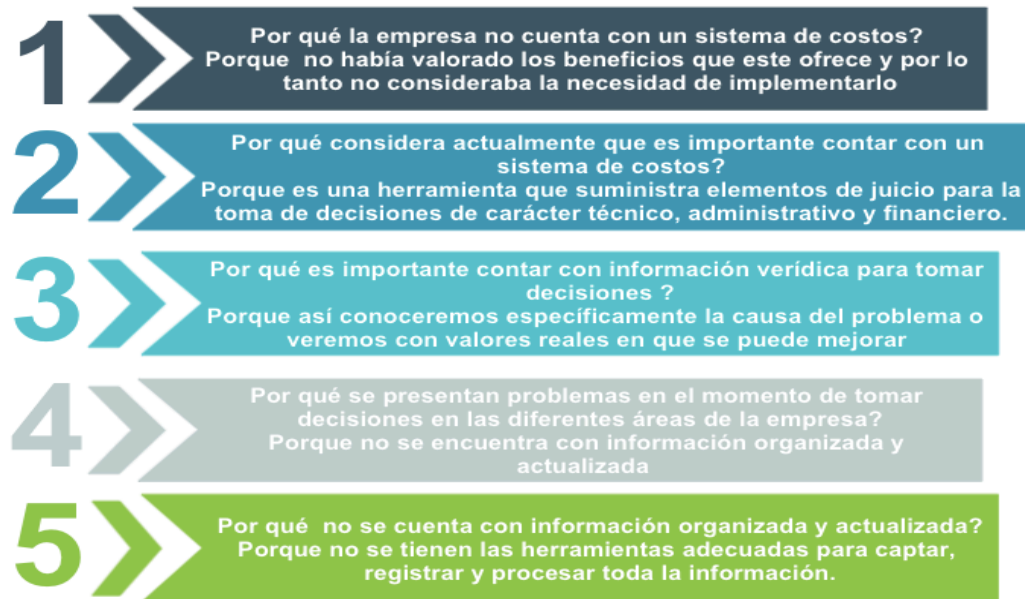 1
Por qué la empresa no cuenta con un sistema de costos?
Porque no había valorado los beneficios que este ofrece y por lo
tanto no consideraba la necesidad de implementarlo
2
Por qué considera actualmente que es importante contar con un
sistema de costos?
Porque es una herramienta que suministra elementos de juicio para la
toma de decisiones de carácter técnico, administrativo y financiero.
3
Por qué es importante contar con información verídica para tomar
decisiones ?
Porque así conoceremos específicamente la causa del problema o
veremos con valores reales en que se puede mejorar
4
Por qué se presentan problemas en el momento de tomar
decisiones en las diferentes áreas de la empresa?
Porque no se encuentra con información organizada y
actualizada
5
Por qué no se cuenta con información organizada y actualizada?
Porque no se tienen las herramientas adecuadas para captar,
registrar y procesar toda la información.